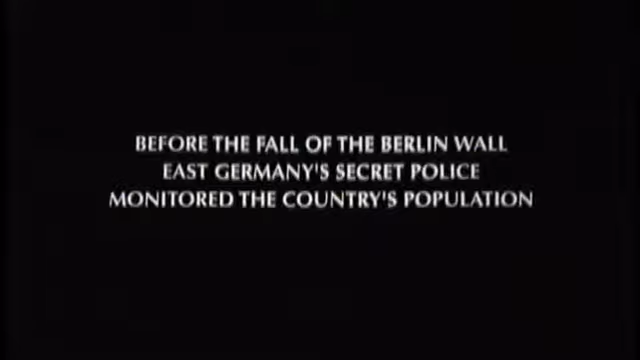 BEFORE THE FALL OF THE BERLIN WALL
EAST GERMANY'S SECRET POLICE
MONITORED THE COUNTRY'S POPULATION